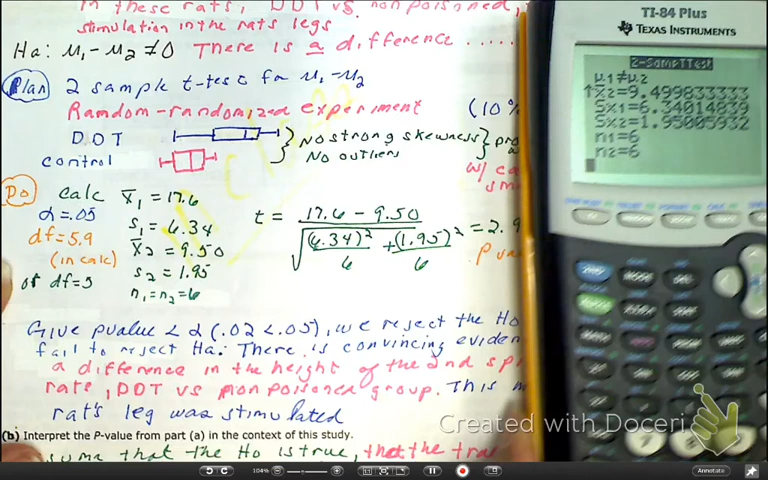 In these rats, DDT vs. nonpoisoned,
stimulation in the rats legs
Ha: μ1-μ2 ≠0 There is a difference .....
Plan 2 sample t-test for μ1-μ2
Random-randomized experiment (10%
DDT
control
No strong skewness
No outliers
w/ ca
Do calc x̄1 = 17.6
α=.05 s1 = 6.34
df=5.9 x̄2 = 9.50
(in calc) s2 = 1.95
or df=5 n1=n2=6
t = 17.6 - 9.50 / √((6.34)²/6 + (1.95)²/6) = 2.9
p va
Give pvalue < α (.02 <.05), we reject the Ho
fail to reject Ha: There is convincing eviden
a difference in the height of the 2nd spi
rate, DDT vs nonpoisoned group. This m
rat's leg was stimulated
(b) Interpret the P-value from part (a) in the context of this study.
that the Ho is true, that the
TI-84 Plus
TEXAS INSTRUMENTS
2-SampTTest
μ1≠μ2
↑x̄2=9.499833333
Sx1=6.34014839
Sx2=1.95005932
n1=6
n2=6
Created with Doceri
104%
Annotate